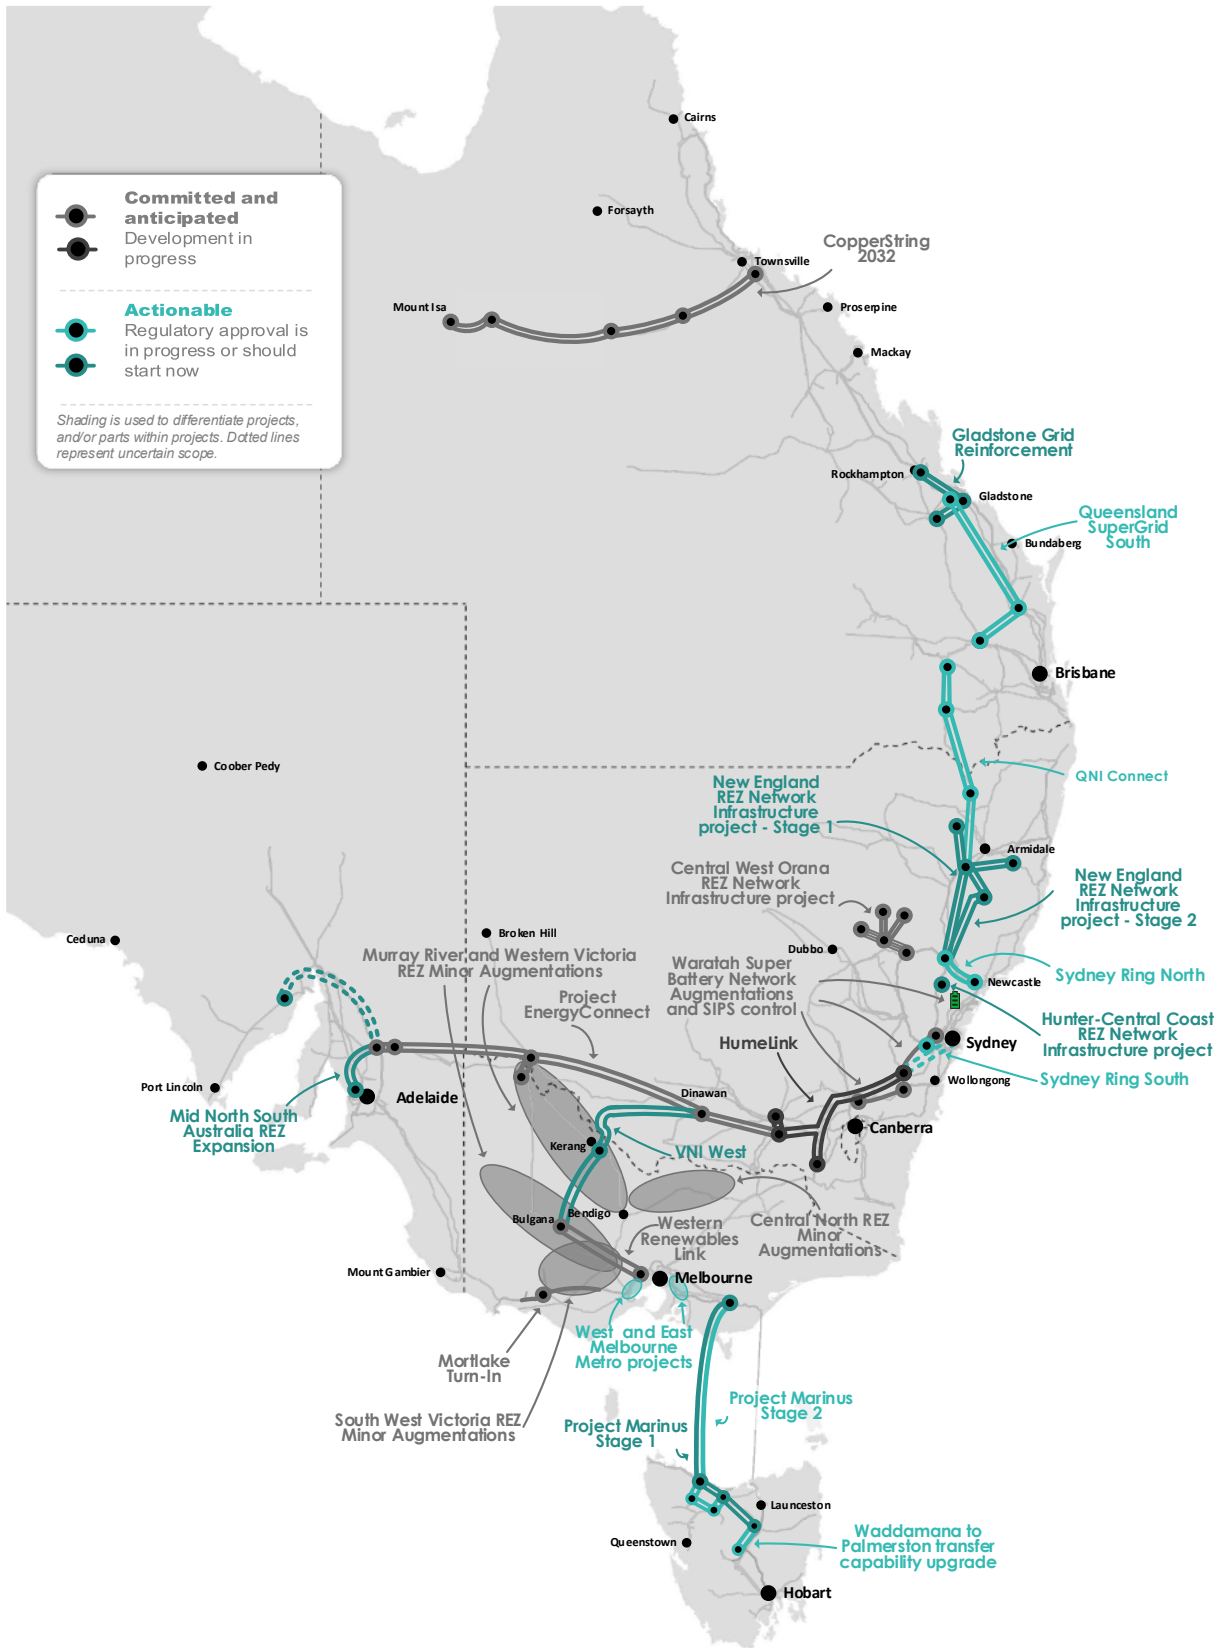 Cairns
Committed and
anticipated
Development in
progress
Actionable
Regulatory approval is
in progress or should
start now
Shading is used to differentiate projects,
and/or parts within projects. Dotted lines
represent uncertain scope.
Forsayth
CopperString
2032
Townsville
Mount Isa
Proserpine
Mackay
Gladstone Grid
Reinforcement
Rockhampton
Gladstone
Queensland
SuperGrid
South
Bundaberg
Brisbane
Coober Pedy
QNI Connect
New England
REZ Network
Infrastructure
project - Stage 1
Armidale
Central West Orana
REZ Network
Infrastructure project
New England
REZ Network
Infrastructure
project - Stage 2
Ceduna
Broken Hill
Dubbo
Murray River and Western Victoria
REZ Minor Augmentations
Waratah Super
Battery Network
Augmentations
and SIPS control
Sydney Ring North
Newcastle
Project
EnergyConnect
Hunter-Central Coast
REZ Network
Infrastructure project
HumeLink
Sydney
Sydney Ring South
Wollongong
Port Lincoln
Adelaide
Dinawan
Mid North South
Australia REZ
Expansion
Canberra
Kerang
VNI West
Bulgana
Bendigo
Western
Renewables
Link
Central North REZ
Minor
Augmentations
Mount Gambier
Melbourne
West and East
Melbourne
Metro projects
Mortlake
Turn-In
South West Victoria REZ
Minor Augmentations
Project Marinus
Stage 2
Project Marinus
Stage 1
Launceston
Queenstown
Waddamana to
Palmerston transfer
capability upgrade
Hobart